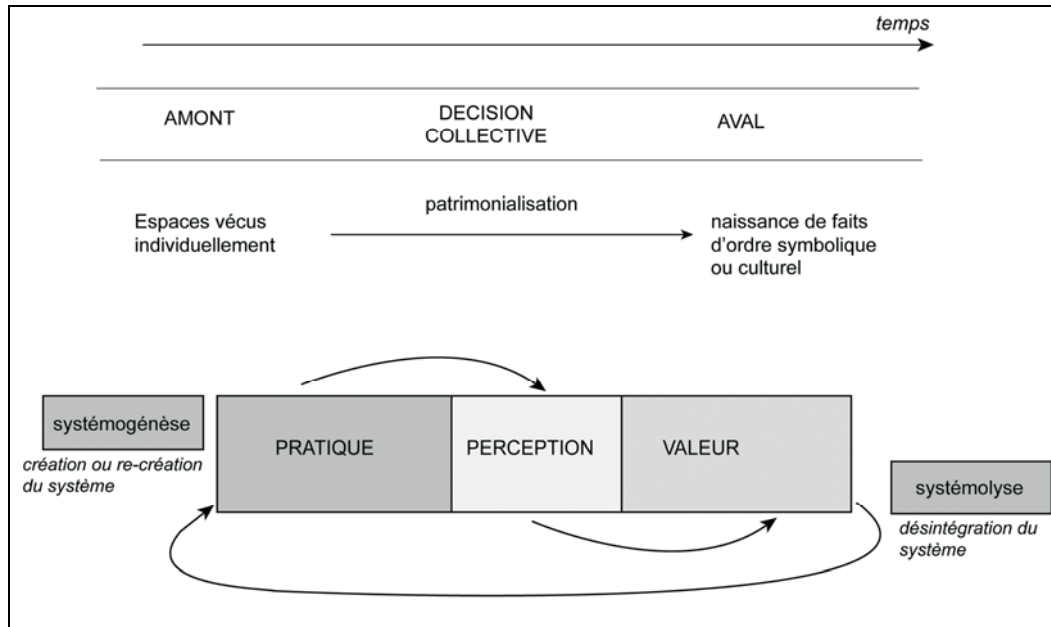 temps
AMONT
DECISION
COLLECTIVE
AVAL
Espaces vécus
individuellement
patrimonialisation
naissance de faits
d'ordre symbolique
ou culturel
systémogénèse
création ou re-création
du système
PRATIQUE
PERCEPTION
VALEUR
systémolyse
désintégration du
système